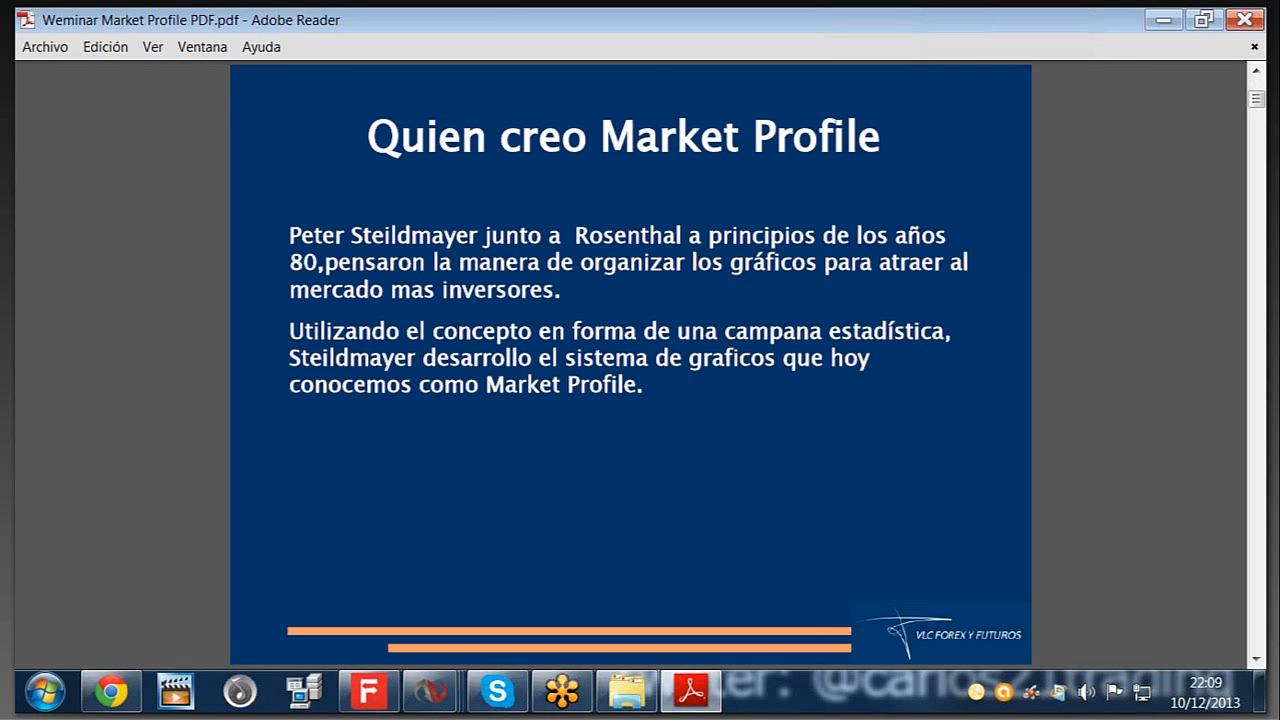 Weminar Market Profile PDF.pdf - Adobe Reader
Archivo Edición Ver Ventana Ayuda
Quien creo Market Profile
Peter Steildmayer junto a Rosenthal a principios de los años
80,pensaron la manera de organizar los gráficos para atraer al
mercado mas inversores.
Utilizando el concepto en forma de una campana estadística,
Steildmayer desarrollo el sistema de graficos que hoy
conocemos como Market Profile.
VLC FOREX Y FUTUROS
22:09
10/12/2013